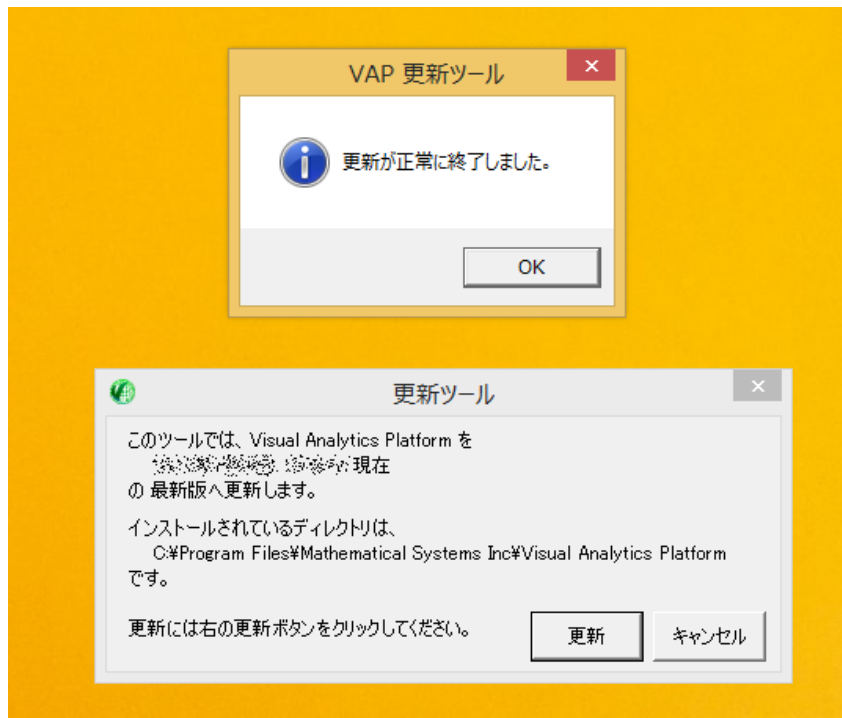 VAP 更新ツール
更新が正常に終了しました。
OK
更新ツール
このツールでは、Visual Analytics Platform を
現在
の 最新版へ更新します。
インストールされているディレクトリは、
C:¥Program Files¥Mathematical Systems Inc¥Visual Analytics Platform
です。
更新には右の更新ボタンをクリックしてください。
更新
キャンセル